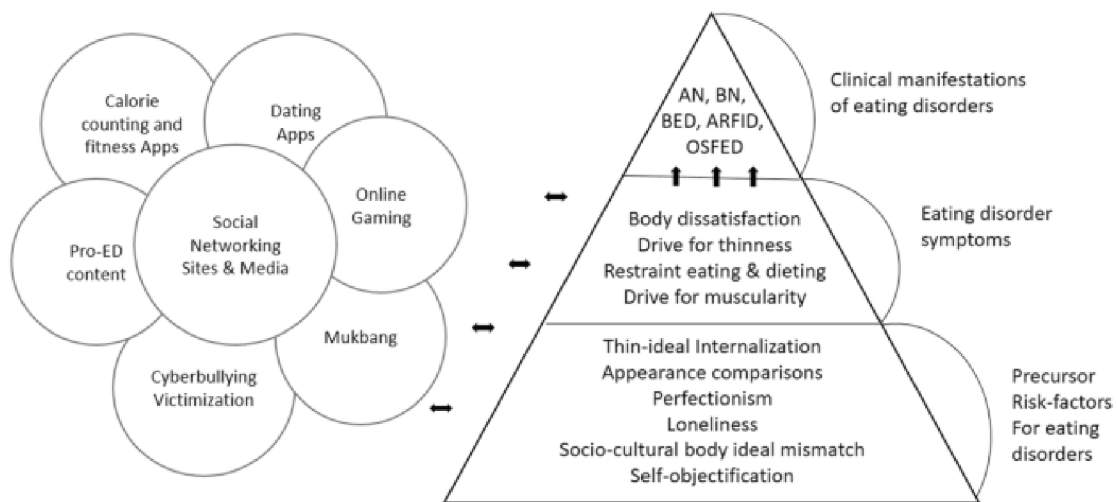 Calorie
counting and
fitness Apps
Dating
Apps
Online
Gaming
Social
Networking
Sites & Media
Pro-ED
content
Mukbang
Cyberbullying
Victimization
AN, BN,
BED, ARFID,
OSFED
Body dissatisfaction
Drive for thinness
Restraint eating & dieting
Drive for muscularity
Thin-ideal Internalization
Appearance comparisons
Perfectionism
Loneliness
Socio-cultural body ideal mismatch
Self-objectification
Clinical manifestations
of eating disorders
Eating disorder
symptoms
Precursor
Risk-factors
For eating
disorders